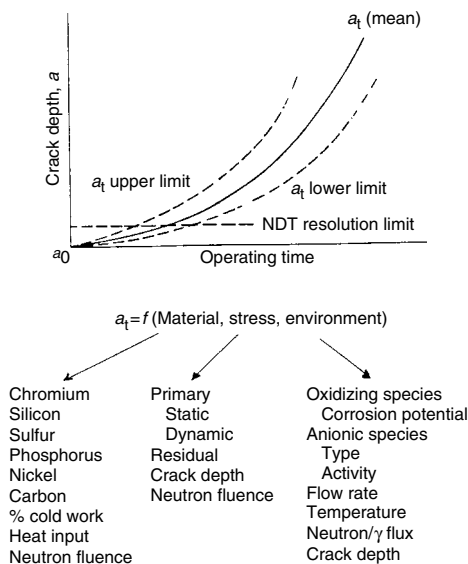 a_t (mean)
Crack depth, a
a_t upper limit
a_t lower limit
NDT resolution limit
a0
Operating time
a_t = f (Material, stress, environment)
Chromium
Silicon
Sulfur
Phosphorus
Nickel
Carbon
% cold work
Heat input
Neutron fluence
Primary
Static
Dynamic
Residual
Crack depth
Neutron fluence
Oxidizing species
Corrosion potential
Anionic species
Type
Activity
Flow rate
Temperature
Neutron/γ flux
Crack depth